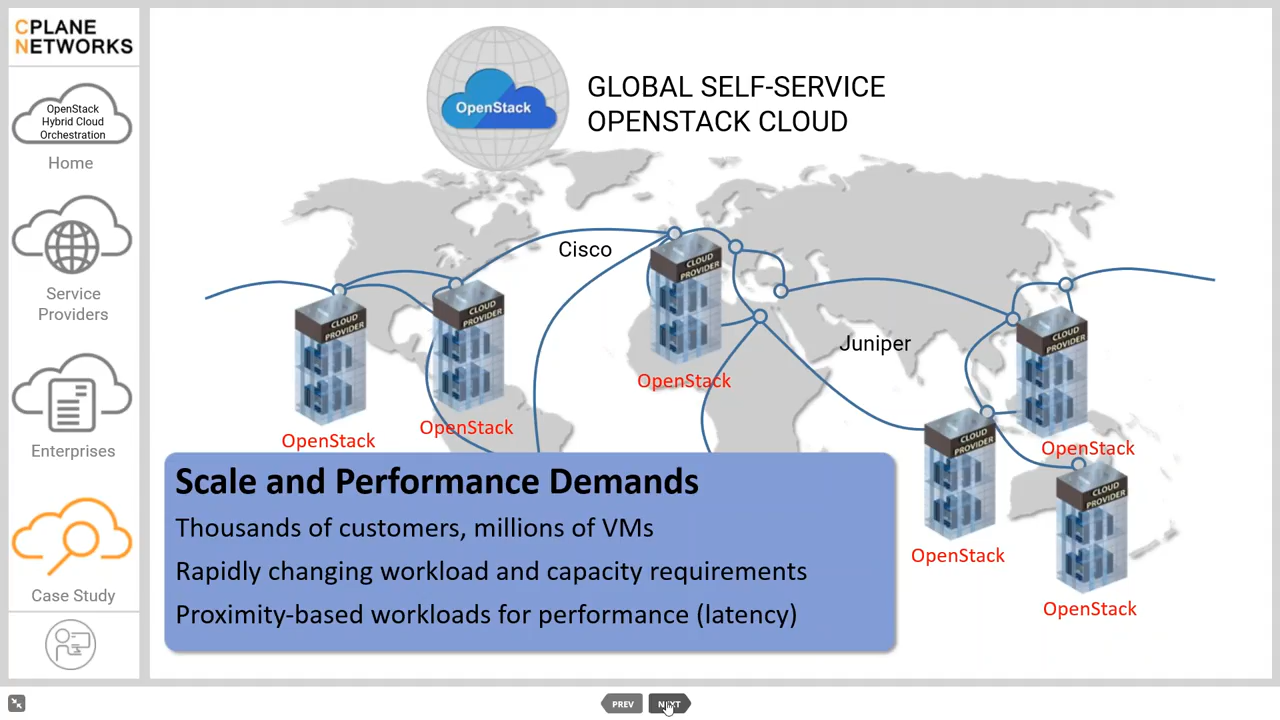 CPLANE
NETWORKS
OpenStack
Hybrid Cloud
Orchestration
Home
Service
Providers
Enterprises
Case Study
OpenStack
GLOBAL SELF-SERVICE
OPENSTACK CLOUD
Cisco
Juniper
CLOUD
PROVIDER
OpenStack
CLOUD
PROVIDER
OpenStack
CLOUD
PROVIDER
OpenStack
CLOUD
PROVIDER
OpenStack
CLOUD
PROVIDER
OpenStack
CLOUD
PROVIDER
OpenStack
Scale and Performance Demands
Thousands of customers, millions of VMs
Rapidly changing workload and capacity requirements
Proximity-based workloads for performance (latency)
PREV
NEXT